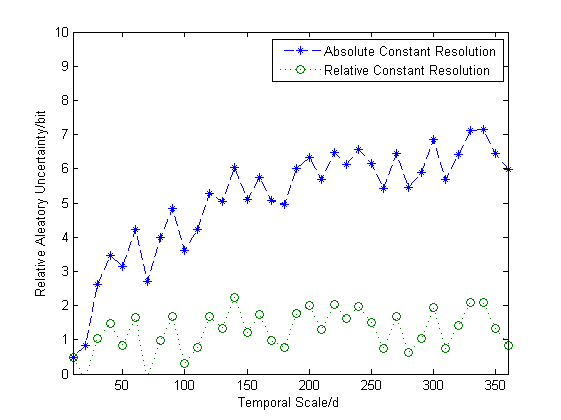 10
9
8
7
6
5
4
3
2
1
0
Relative Aleatory Uncertainty/bit
Absolute Constant Resolution
Relative Constant Resolution
50 100 150 200 250 300 350
Temporal Scale/d